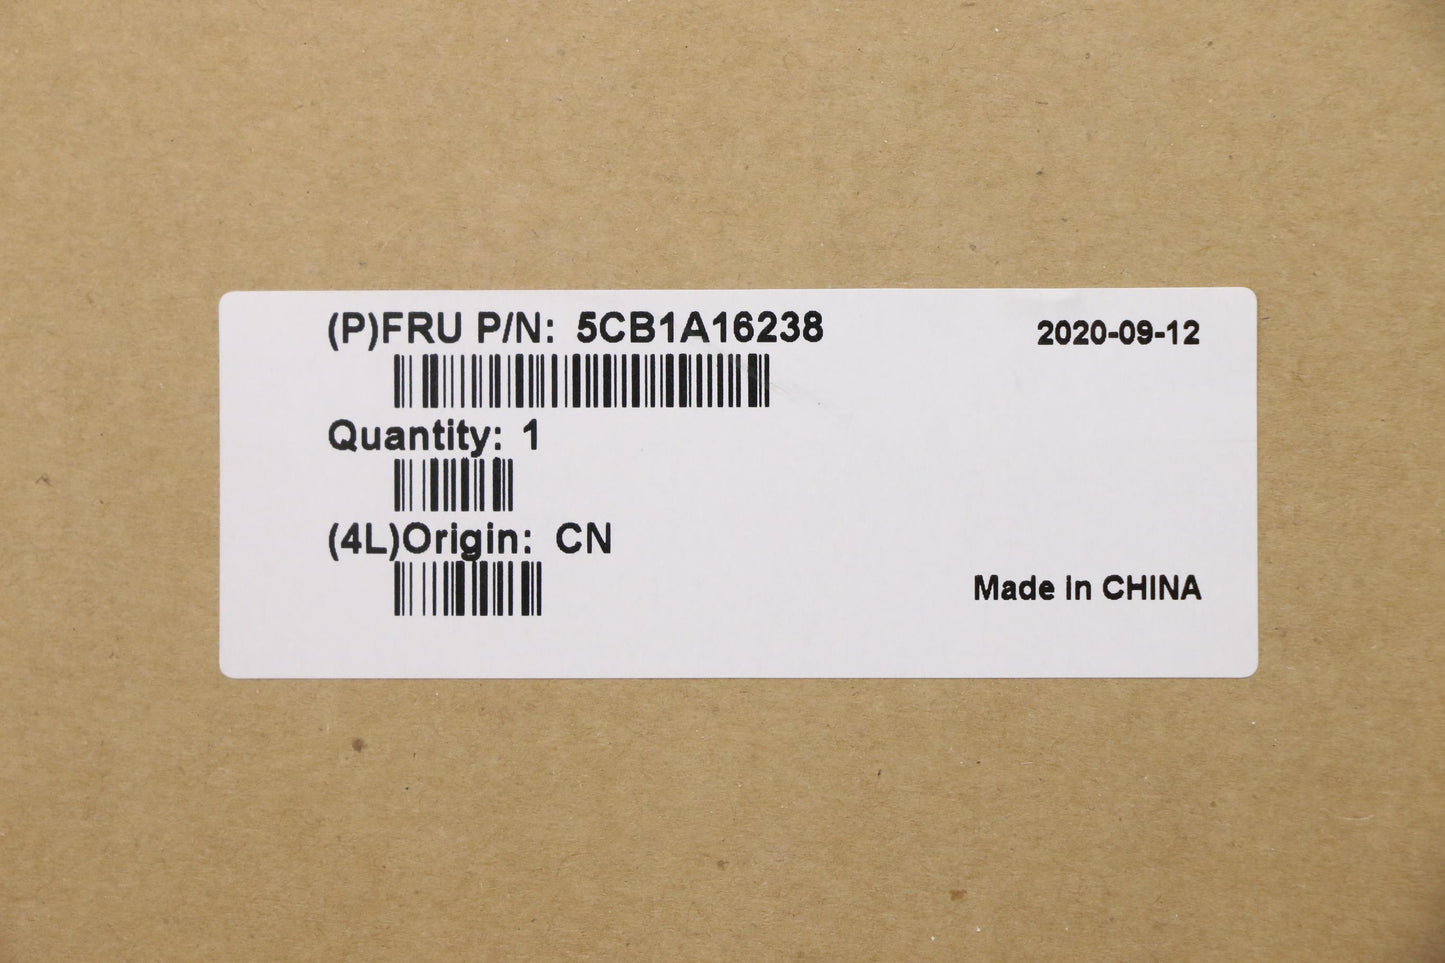 (P)FRU P/N: 5CB1A16238
2020-09-12
Quantity: 1
(4L)Origin: CN
Made in CHINA